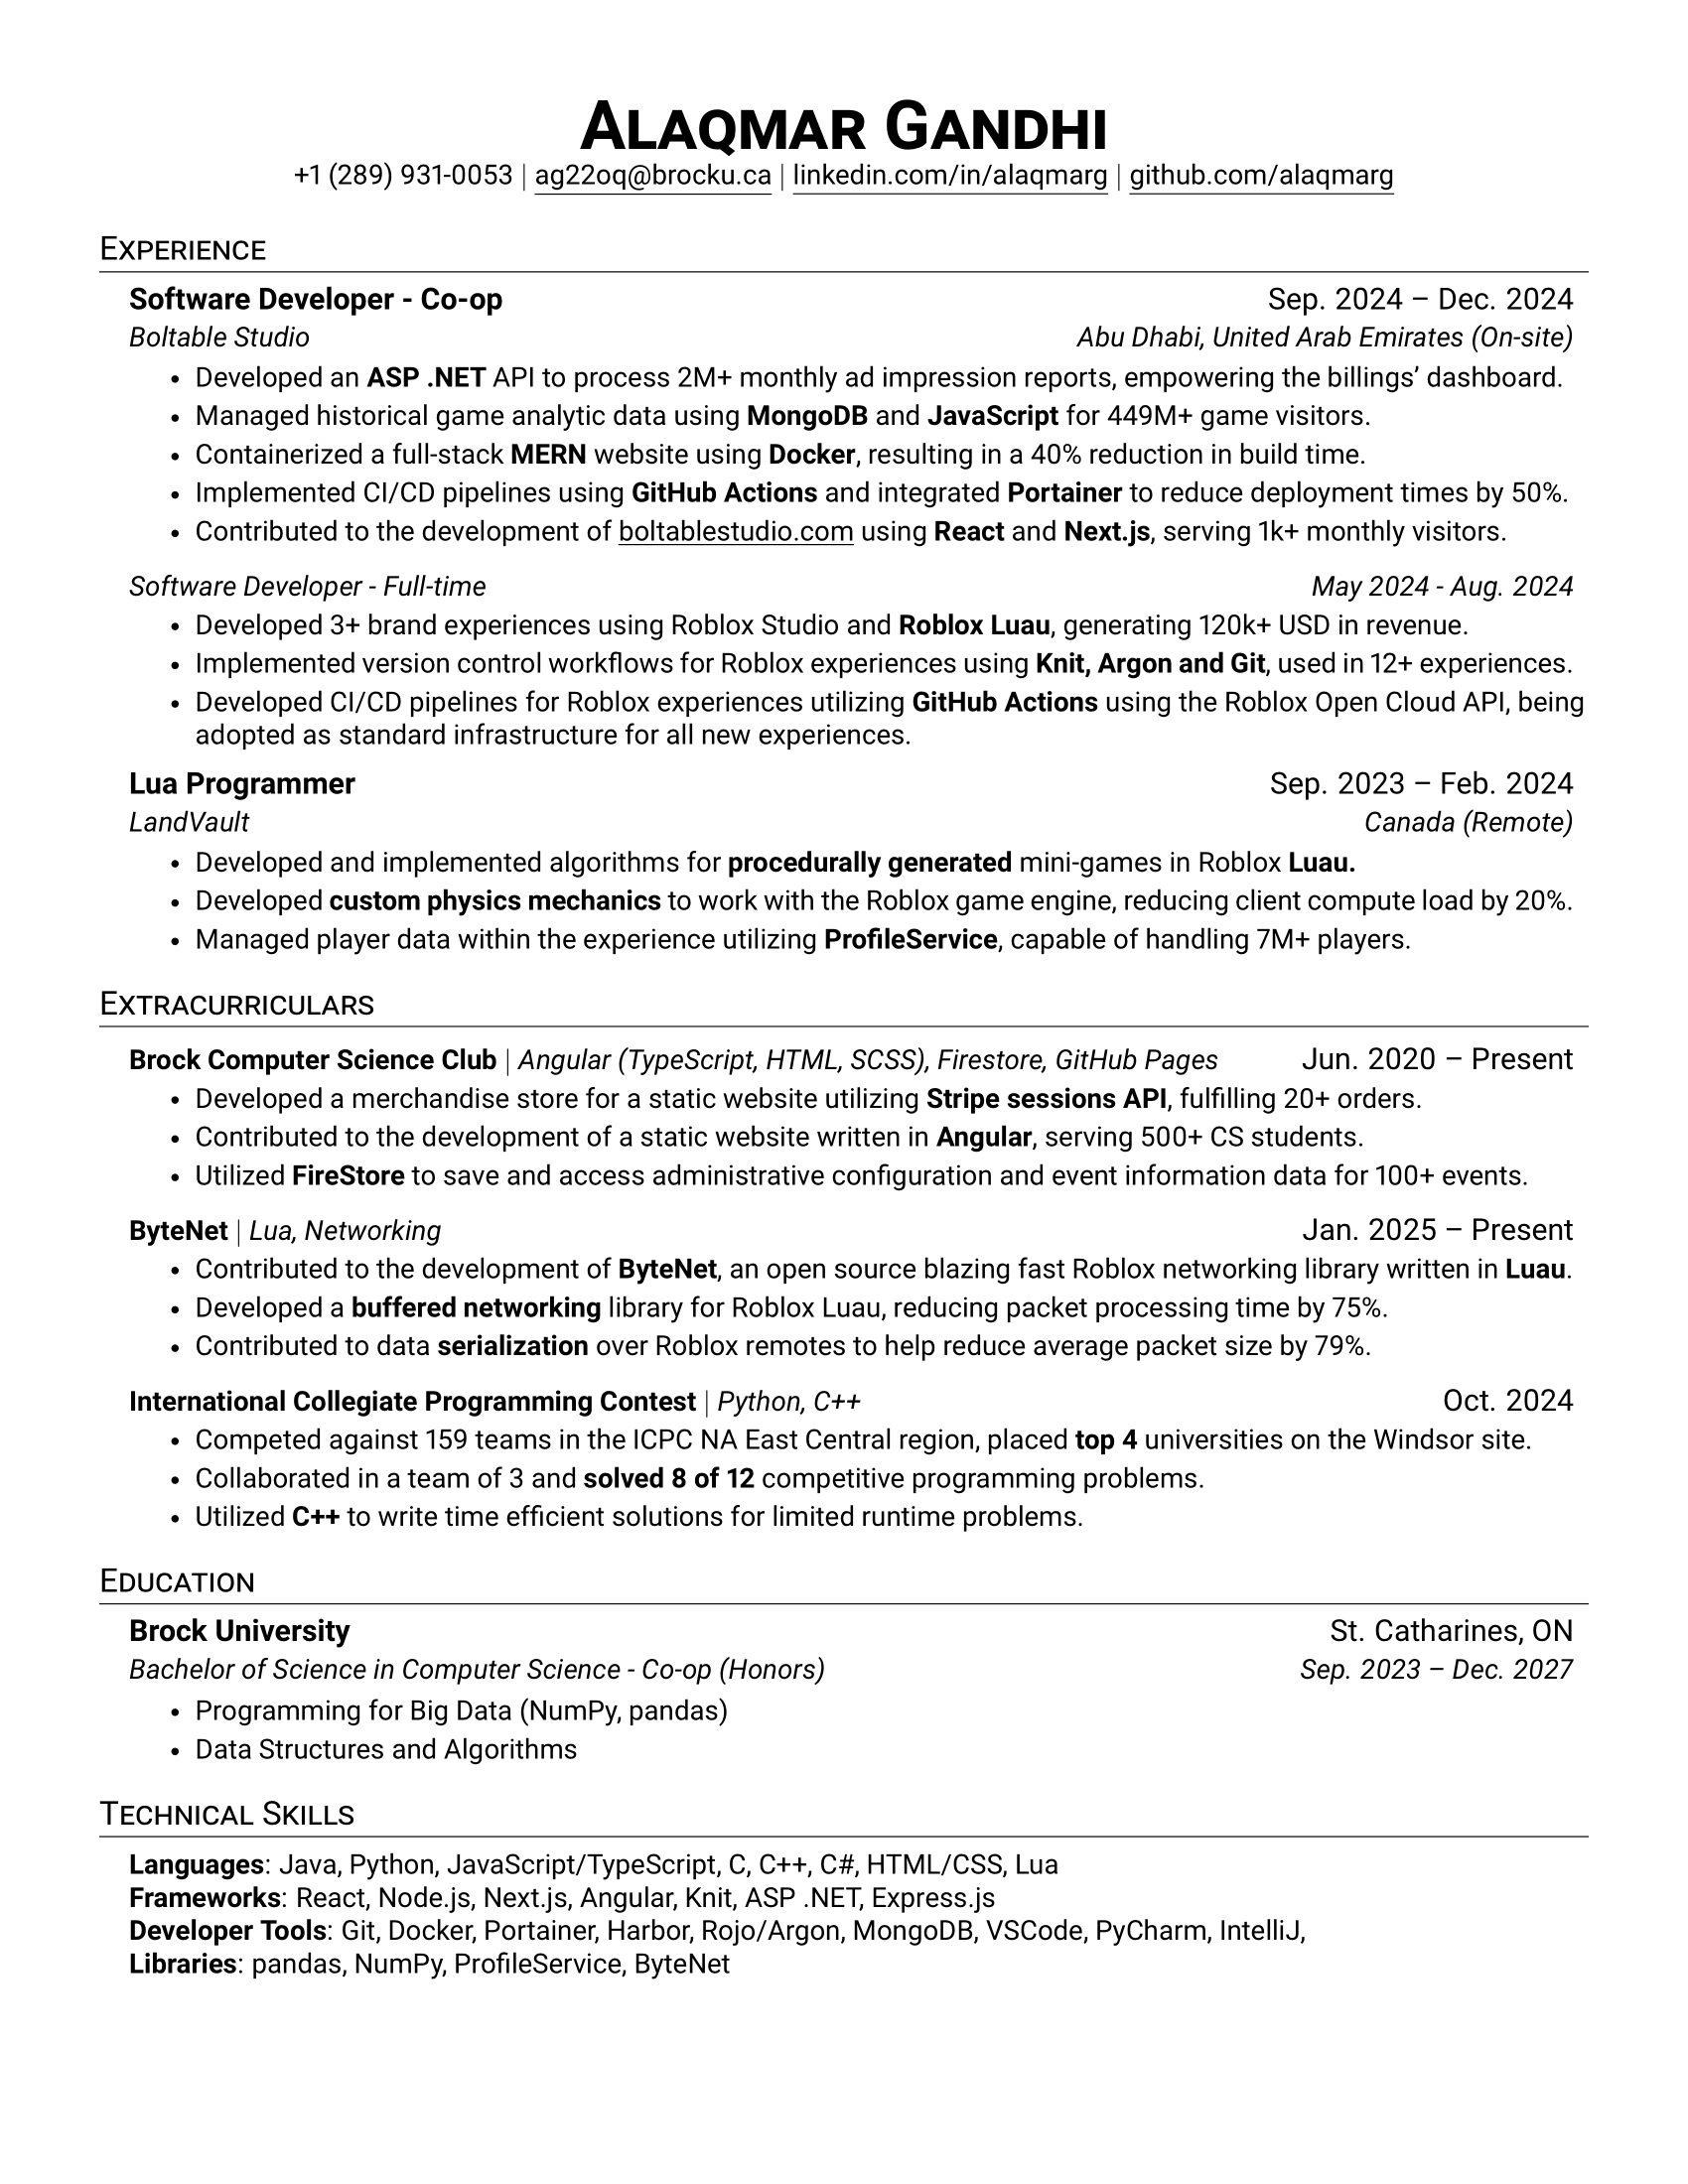 Alaqmar Gandhi
+1 (289) 931-0053 | ag22oq@brocku.ca | linkedin.com/in/alaqmarg | github.com/alaqmarg
Experience
Software Developer - Co-op Sep. 2024 – Dec. 2024
Boltable Studio Abu Dhabi, United Arab Emirates (On-site)
• Developed an ASP .NET API to process 2M+ monthly ad impression reports, empowering the billings’ dashboard.
• Managed historical game analytic data using MongoDB and JavaScript for 449M+ game visitors.
• Containerized a full-stack MERN website using Docker, resulting in a 40% reduction in build time.
• Implemented CI/CD pipelines using GitHub Actions and integrated Portainer to reduce deployment times by 50%.
• Contributed to the development of boltablestudio.com using React and Next.js, serving 1k+ monthly visitors.
Software Developer - Full-time May 2024 - Aug. 2024
• Developed 3+ brand experiences using Roblox Studio and Roblox Luau, generating 120k+ USD in revenue.
• Implemented version control workflows for Roblox experiences using Knit, Argon and Git, used in 12+ experiences.
• Developed CI/CD pipelines for Roblox experiences utilizing GitHub Actions using the Roblox Open Cloud API, being
adopted as standard infrastructure for all new experiences.
Lua Programmer Sep. 2023 – Feb. 2024
LandVault Canada (Remote)
• Developed and implemented algorithms for procedurally generated mini-games in Roblox Luau.
• Developed custom physics mechanics to work with the Roblox game engine, reducing client compute load by 20%.
• Managed player data within the experience utilizing ProfileService, capable of handling 7M+ players.
Extracurriculars
Brock Computer Science Club | Angular (TypeScript, HTML, SCSS), Firestore, GitHub Pages Jun. 2020 – Present
• Developed a merchandise store for a static website utilizing Stripe sessions API, fulfilling 20+ orders.
• Contributed to the development of a static website written in Angular, serving 500+ CS students.
• Utilized FireStore to save and access administrative configuration and event information data for 100+ events.
ByteNet | Lua, Networking Jan. 2025 – Present
• Contributed to the development of ByteNet, an open source blazing fast Roblox networking library written in Luau.
• Developed a buffered networking library for Roblox Luau, reducing packet processing time by 75%.
• Contributed to data serialization over Roblox remotes to help reduce average packet size by 79%.
International Collegiate Programming Contest | Python, C++ Oct. 2024
• Competed against 159 teams in the ICPC NA East Central region, placed top 4 universities on the Windsor site.
• Collaborated in a team of 3 and solved 8 of 12 competitive programming problems.
• Utilized C++ to write time efficient solutions for limited runtime problems.
Education
Brock University St. Catharines, ON
Bachelor of Science in Computer Science - Co-op (Honors) Sep. 2023 – Dec. 2027
• Programming for Big Data (NumPy, pandas)
• Data Structures and Algorithms
Technical Skills
Languages: Java, Python, JavaScript/TypeScript, C, C++, C#, HTML/CSS, Lua
Frameworks: React, Node.js, Next.js, Angular, Knit, ASP .NET, Express.js
Developer Tools: Git, Docker, Portainer, Harbor, Rojo/Argon, MongoDB, VSCode, PyCharm, IntelliJ,
Libraries: pandas, NumPy, ProfileService, ByteNet